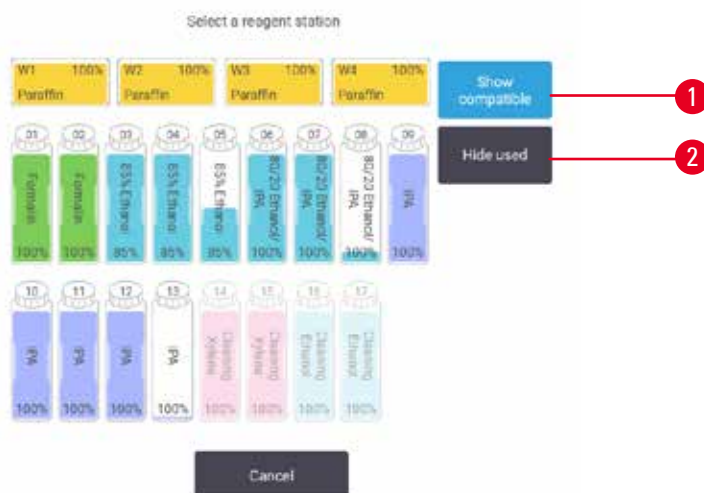 Select a reagent station
W1 100%
Paraffin
W2 100%
Paraffin
W3 100%
Paraffin
W4 100%
Paraffin
Show
compatible
1
Hide used
2
01
Formalin
100%
02
Formalin
100%
03
85% Ethanol
85%
04
85% Ethanol
85%
05
85% Ethanol
85%
06
80/20 Ethanol/
IPA
100%
07
80/20 Ethanol/
IPA
100%
08
80/20 Ethanol/
IPA
100%
09
IPA
100%
10
IPA
100%
11
IPA
100%
12
IPA
100%
13
IPA
100%
14
Cleaning
Xylene
100%
15
Cleaning
Xylene
100%
16
Cleaning
Ethanol
100%
17
Cleaning
Ethanol
100%
Cancel